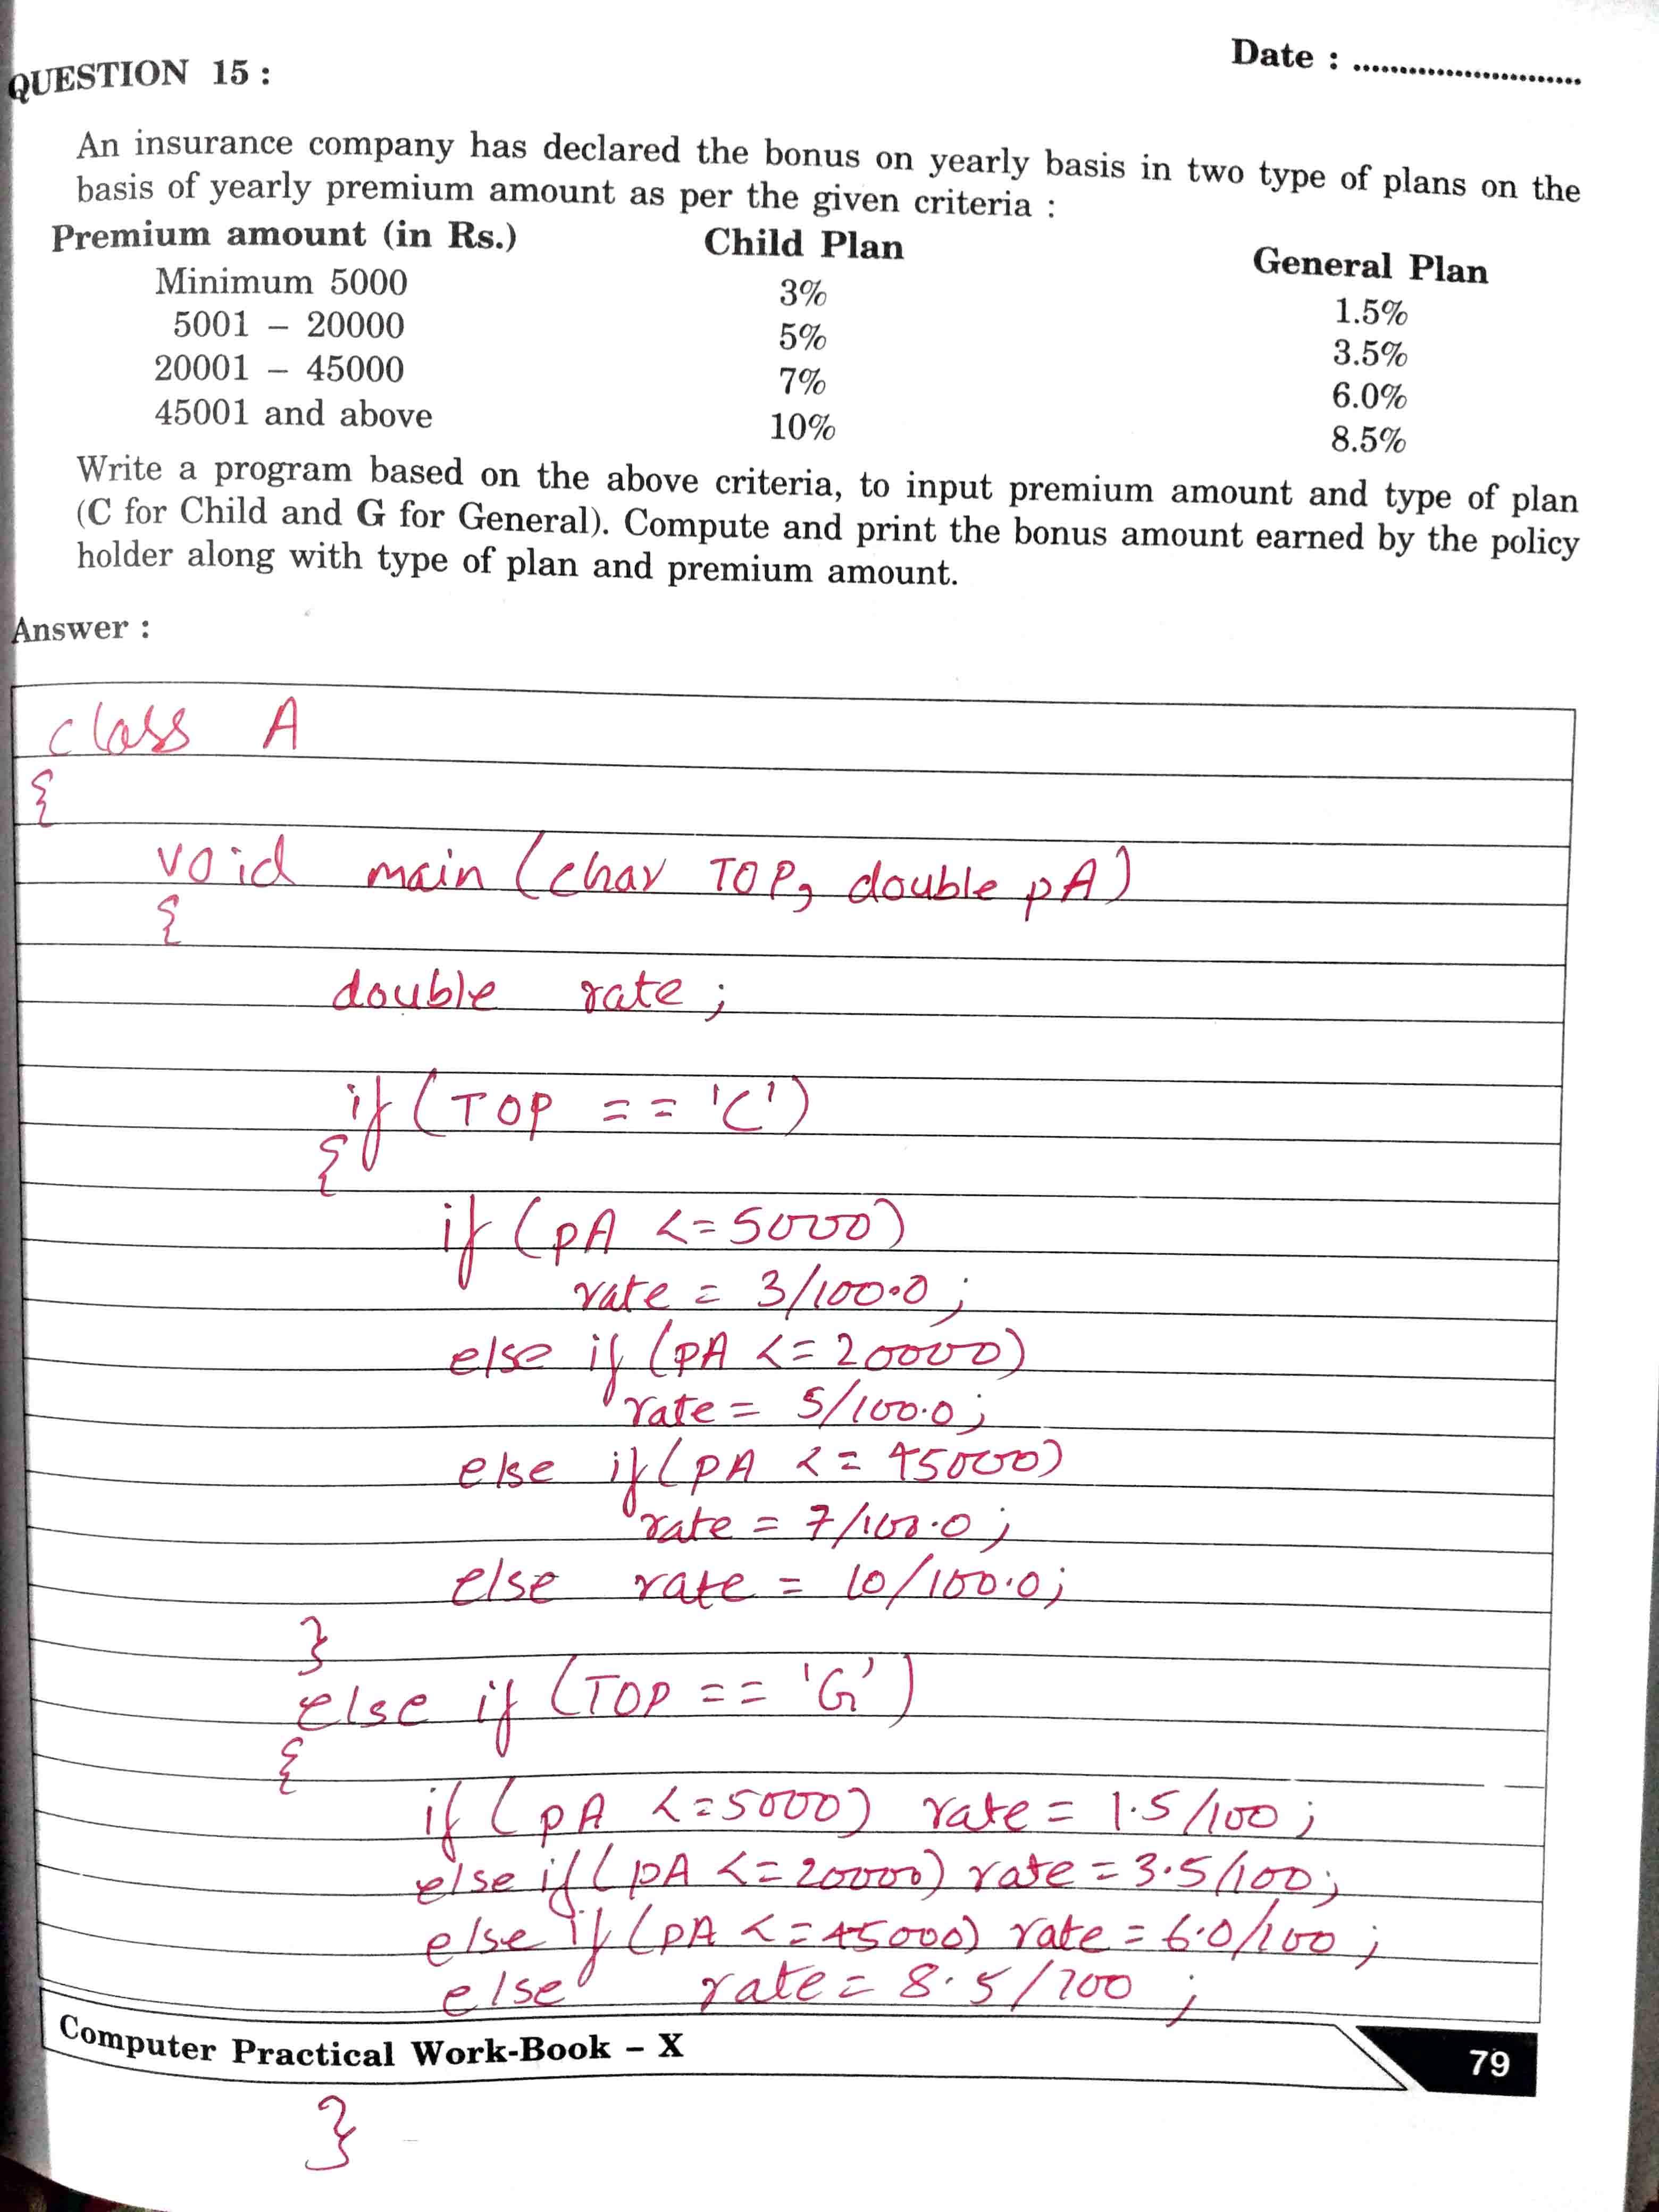 Date : ..........................
QUESTION 15 :
An insurance company has declared the bonus on yearly basis in two type of plans on the
basis of yearly premium amount as per the given criteria :
Premium amount (in Rs.) Child Plan General Plan
Minimum 5000 3% 1.5%
5001 – 20000 5% 3.5%
20001 – 45000 7% 6.0%
45001 and above 10% 8.5%
Write a program based on the above criteria, to input premium amount and type of plan
(C for Child and G for General). Compute and print the bonus amount earned by the policy
holder along with type of plan and premium amount.
Answer :
class A
{
void main (char TOP, double pA)
{
double rate ;
if (TOP == 'C')
{
if (pA <= 5000)
rate = 3/100.0 ;
else if (pA <= 20000)
rate = 5/100.0 ;
else if (pA <= 45000)
rate = 7/100.0 ;
else rate = 10/100.0;
}
else if (TOP == 'G')
{
if (pA <= 5000) rate = 1.5/100 ;
else if (pA <= 20000) rate = 3.5/100;
else if (pA <= 45000) rate = 6.0/100 ;
else rate = 8.5/100 ;
Computer Practical Work-Book – X 79
}